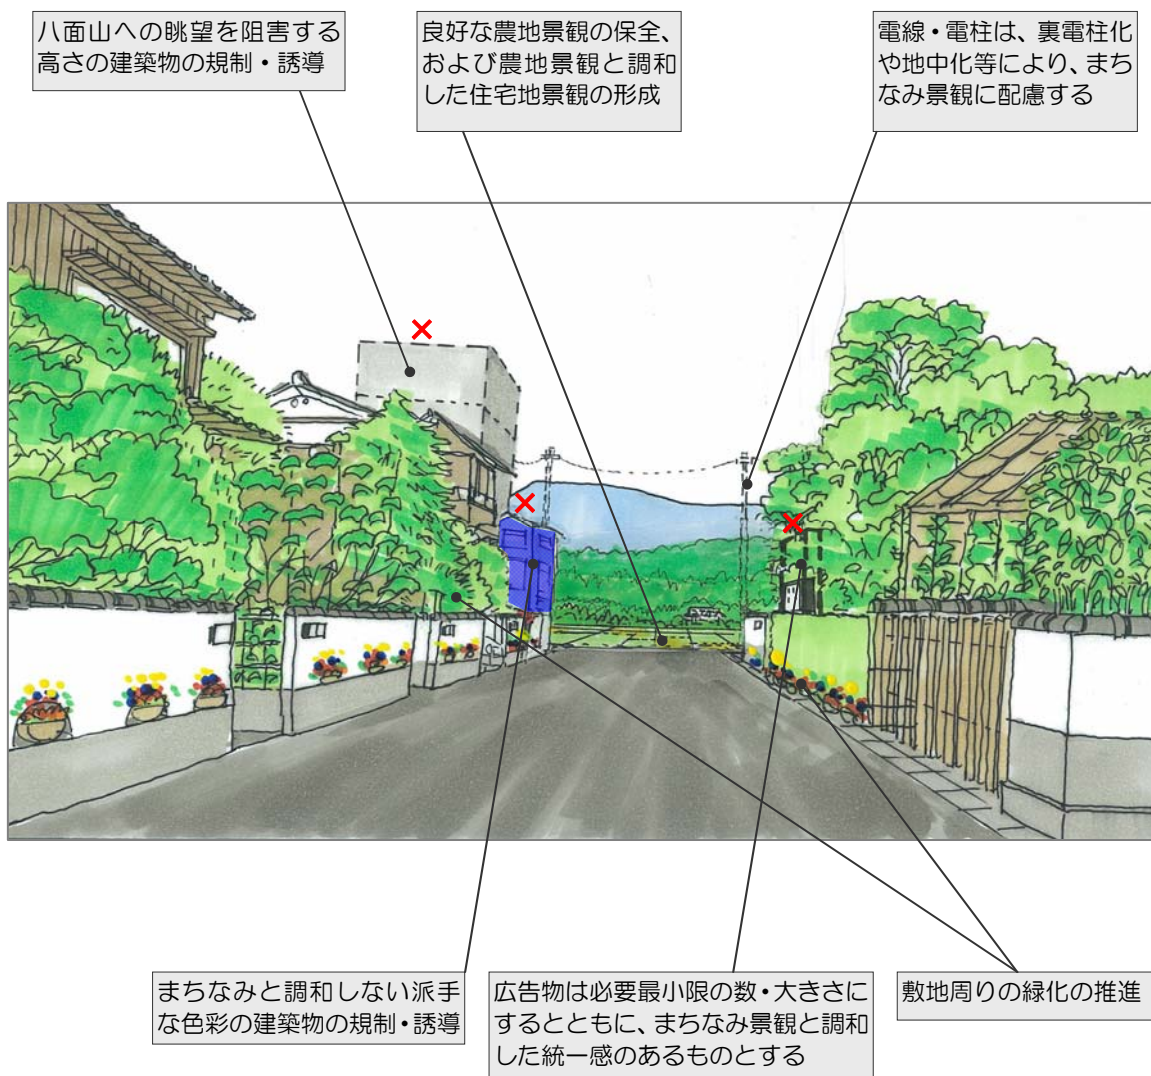 八面山への眺望を阻害する
高さの建築物の規制・誘導
良好な農地景観の保全、
および農地景観と調和
した住宅地景観の形成
電線・電柱は、裏電柱化
や地中化等により、まち
なみ景観に配慮する
まちなみと調和しない派手
な色彩の建築物の規制・誘導
広告物は必要最小限の数・大きさに
するとともに、まちなみ景観と調和
した統一感のあるものとする
敷地周りの緑化の推進